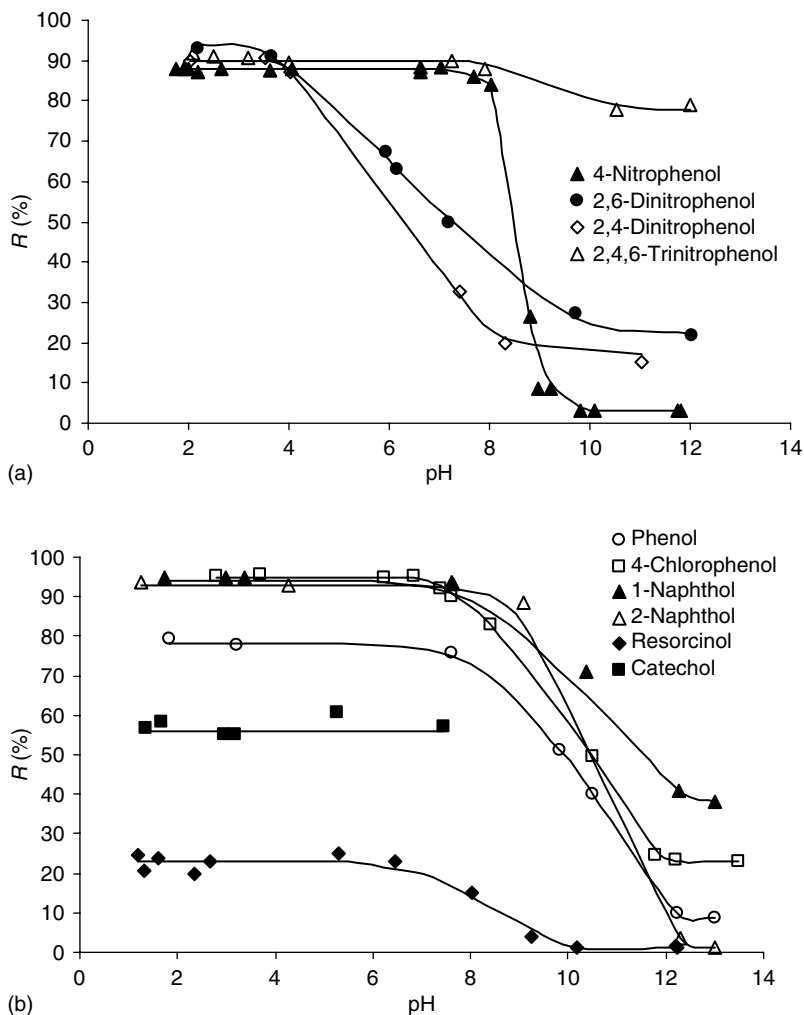 100
90
80
70
60
50
40
30
20
10
0
R (%)
4-Nitrophenol
2,6-Dinitrophenol
2,4-Dinitrophenol
2,4,6-Trinitrophenol
0 2 4 6 8 10 12 14
pH
(a)
Phenol
4-Chlorophenol
1-Naphthol
2-Naphthol
Resorcinol
Catechol
100
90
80
70
60
50
40
30
20
10
0
R (%)
0 2 4 6 8 10 12 14
pH
(b)